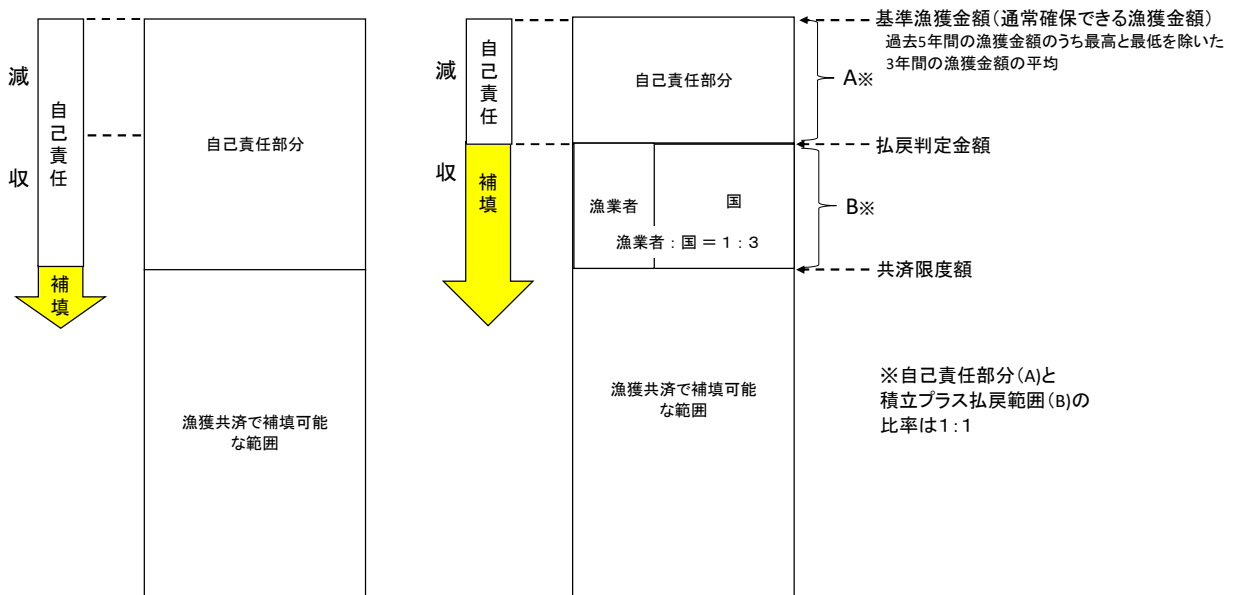 減
収
自己責任
補填
自己責任部分
漁獲共済で補填可能
な範囲
減
収
自己責任
補填
自己責任部分
漁業者
国
漁業者:国 = 1:3
漁獲共済で補填可能
な範囲
基準漁獲金額(通常確保できる漁獲金額)
過去5年間の漁獲金額のうち最高と最低を除いた
3年間の漁獲金額の平均
A※
払戻判定金額
B※
共済限度額
※自己責任部分(A)と
積立プラス払戻範囲(B)の
比率は1:1